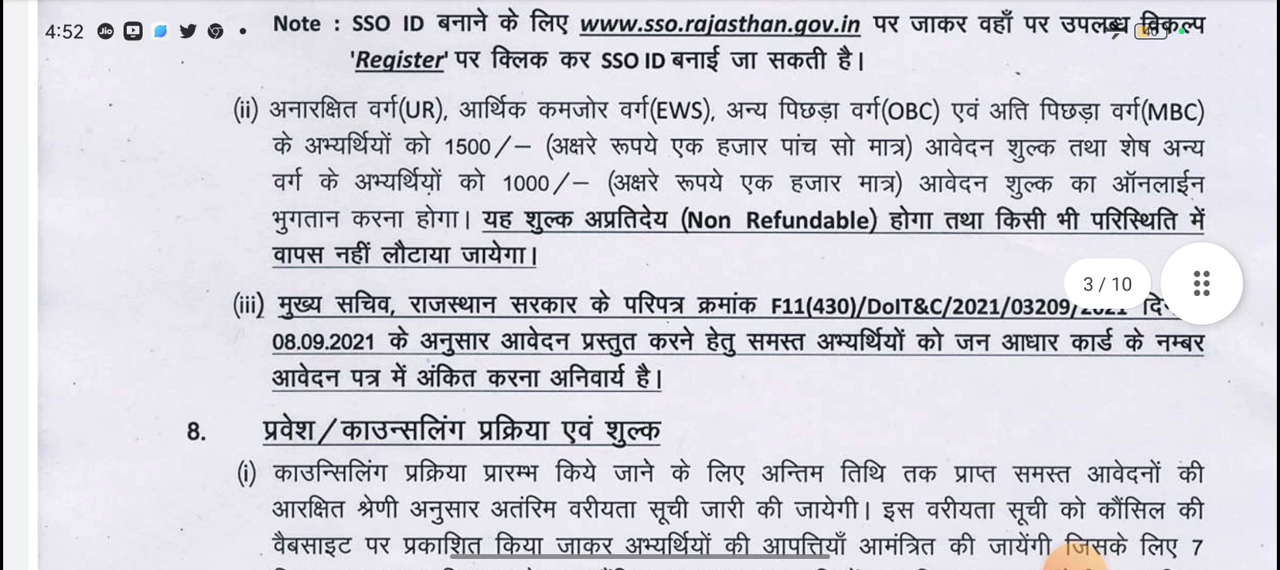 4:52
Note : SSO ID बनाने के लिए www.sso.rajasthan.gov.in पर जाकर वहाँ पर उपलब्ध विकल्प
'Register' पर क्लिक कर SSO ID बनाई जा सकती है।
(ii) अनारक्षित वर्ग(UR), आर्थिक कमजोर वर्ग(EWS), अन्य पिछड़ा वर्ग(OBC) एवं अति पिछड़ा वर्ग(MBC)
के अभ्यर्थियों को 1500/– (अक्षरे रूपये एक हजार पांच सो मात्र) आवेदन शुल्क तथा शेष अन्य
वर्ग के अभ्यर्थियों को 1000/– (अक्षरे रूपये एक हजार मात्र) आवेदन शुल्क का ऑनलाईन
भुगतान करना होगा। यह शुल्क अप्रतिदेय (Non Refundable) होगा तथा किसी भी परिस्थिति में
वापस नहीं लौटाया जायेगा।
3 / 10
(iii) मुख्य सचिव, राजस्थान सरकार के परिपत्र क्रमांक F11(430)/DoIT&C/2021/03209/2021
08.09.2021 के अनुसार आवेदन प्रस्तुत करने हेतु समस्त अभ्यर्थियों को जन आधार कार्ड के नम्बर
आवेदन पत्र में अंकित करना अनिवार्य है।
8. प्रवेश/काउन्सलिंग प्रक्रिया एवं शुल्क
(i) काउन्सिलिंग प्रक्रिया प्रारम्भ किये जाने के लिए अन्तिम तिथि तक प्राप्त समस्त आवेदनों की
आरक्षित श्रेणी अनुसार अतंरिम वरीयता सूची जारी की जायेगी। इस वरीयता सूची को कौंसिल की
वैबसाइट पर प्रकाशित किया जाकर अभ्यर्थियों की आपत्तियाँ आमंत्रित की जायेंगी जिसके लिए 7